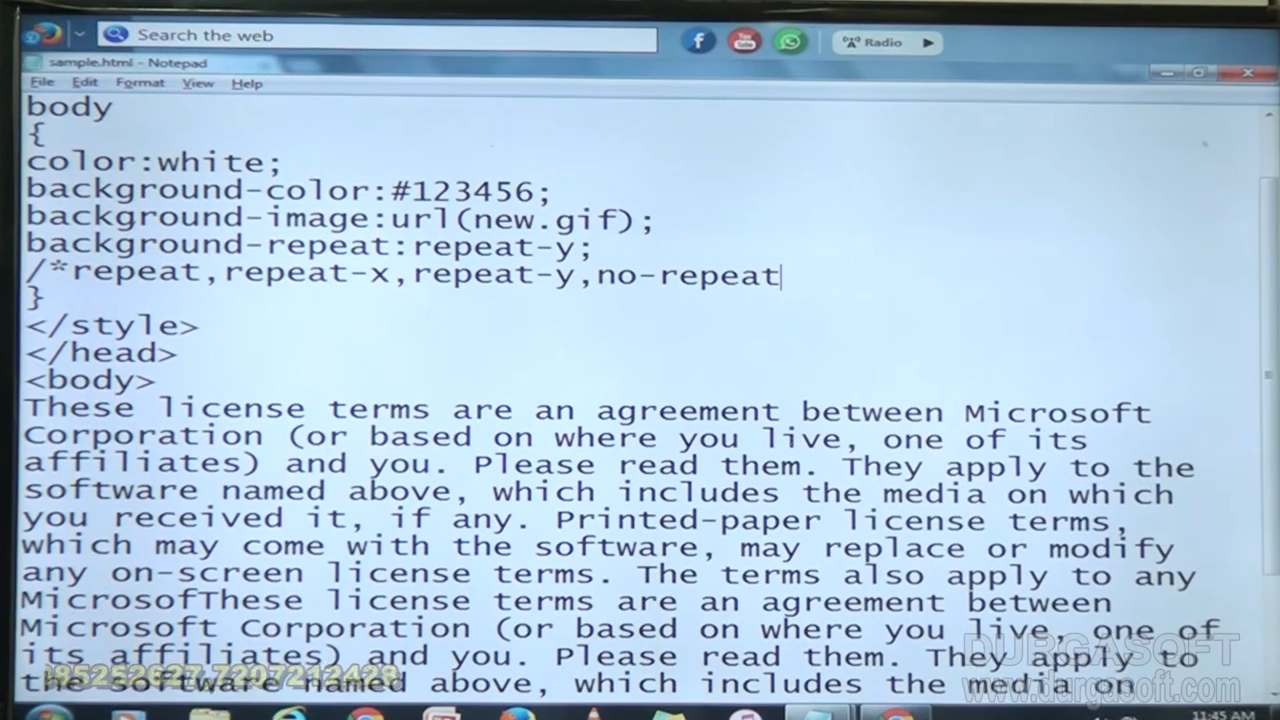 Search the web
f
You Tube
Radio
sample.html - Notepad
File Edit Format View Help
body
{
color:white;
background-color:#123456;
background-image:url(new.gif);
background-repeat:repeat-y;
/*repeat,repeat-x,repeat-y,no-repeat
}
</style>
</head>
<body>
These license terms are an agreement between Microsoft
Corporation (or based on where you live, one of its
affiliates) and you. Please read them. They apply to the
software named above, which includes the media on which
you received it, if any. Printed-paper license terms,
which may come with the software, may replace or modify
any on-screen license terms. The terms also apply to any
MicrosofThese license terms are an agreement between
Microsoft Corporation (or based on where you live, one of
its affiliates) and you. Please read them. They apply to
the software named above, which includes the media on
DURGASOFT
www.durgasoft.com
11:45 AM